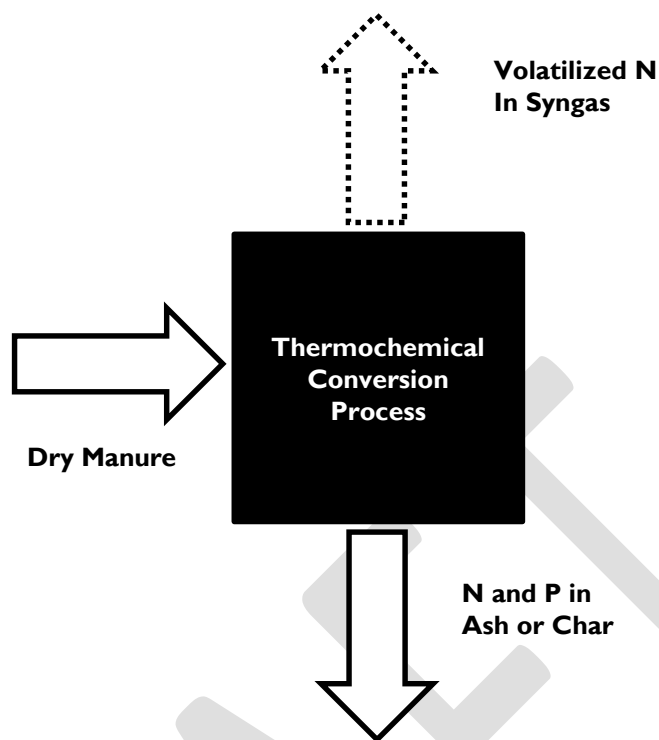 Volatilized N
In Syngas
Thermochemical
Conversion
Process
Dry Manure
N and P in
Ash or Char